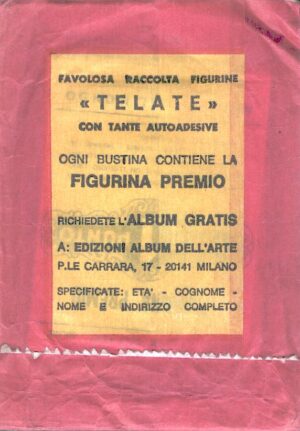 FAVOLOSA RACCOLTA FIGURINE
«TELATE»
CON TANTE AUTOADESIVE
OGNI BUSTINA CONTIENE LA
FIGURINA PREMIO
RICHIEDETE L'ALBUM GRATIS
A: EDIZIONI ALBUM DELL'ARTE
P.LE CARRARA, 17 - 20141 MILANO
SPECIFICATE: ETA' - COGNOME -
NOME E INDIRIZZO COMPLETO